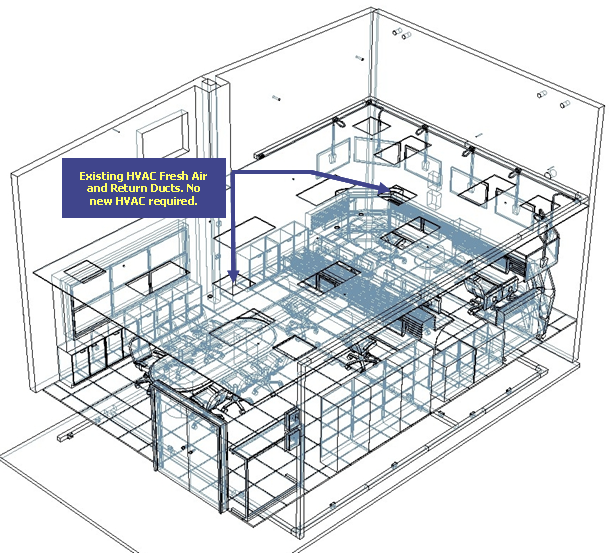 Existing HVAC Fresh Air
and Return Ducts. No
new HVAC required.